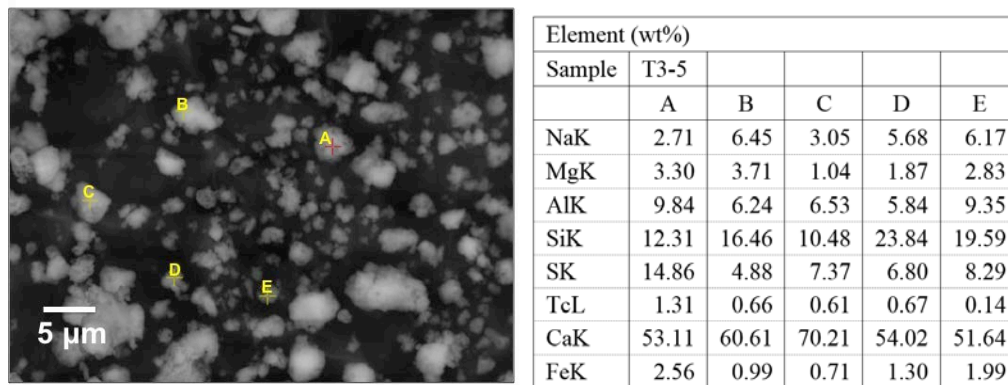 B
A
C
D
E
5 µm
Element (wt%)
Sample T3-5
A B C D E
NaK 2.71 6.45 3.05 5.68 6.17
MgK 3.30 3.71 1.04 1.87 2.83
AlK 9.84 6.24 6.53 5.84 9.35
SiK 12.31 16.46 10.48 23.84 19.59
SK 14.86 4.88 7.37 6.80 8.29
TcL 1.31 0.66 0.61 0.67 0.14
CaK 53.11 60.61 70.21 54.02 51.64
FeK 2.56 0.99 0.71 1.30 1.99